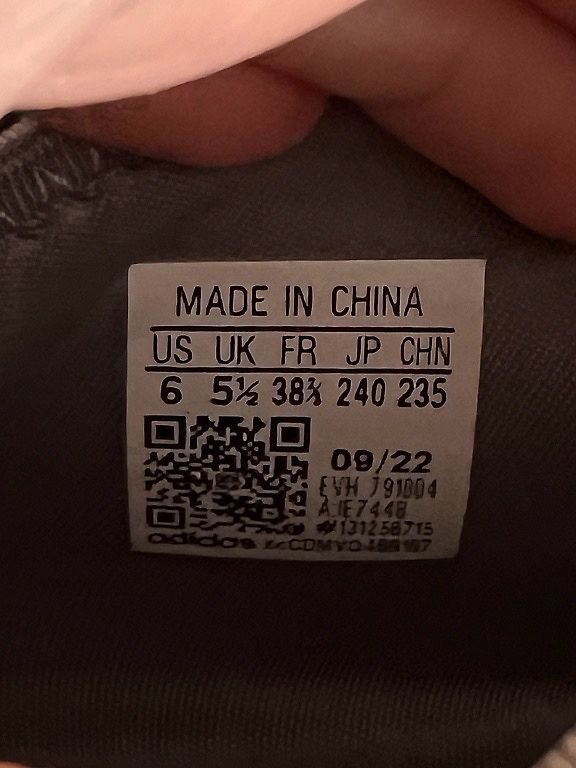 MADE IN CHINA
US UK FR JP CHN
6 5½ 38⅔ 240 235
09/22
EVH 791004
#131258715
adidas